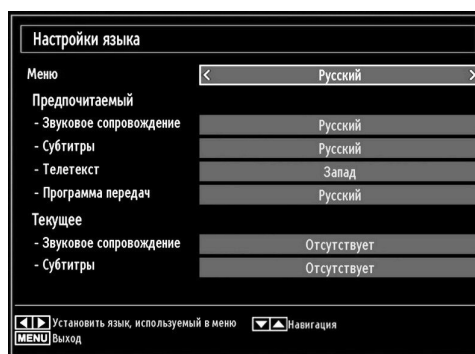 Настройки языка
Меню < Русский >
Предпочитаемый
- Звуковое сопровождение Русский
- Субтитры Русский
- Телетекст Запад
- Программа передач Русский
Текущее
- Звуковое сопровождение Отсутствует
- Субтитры Отсутствует
Установить язык, используемый в меню Навигация
MENU Выход